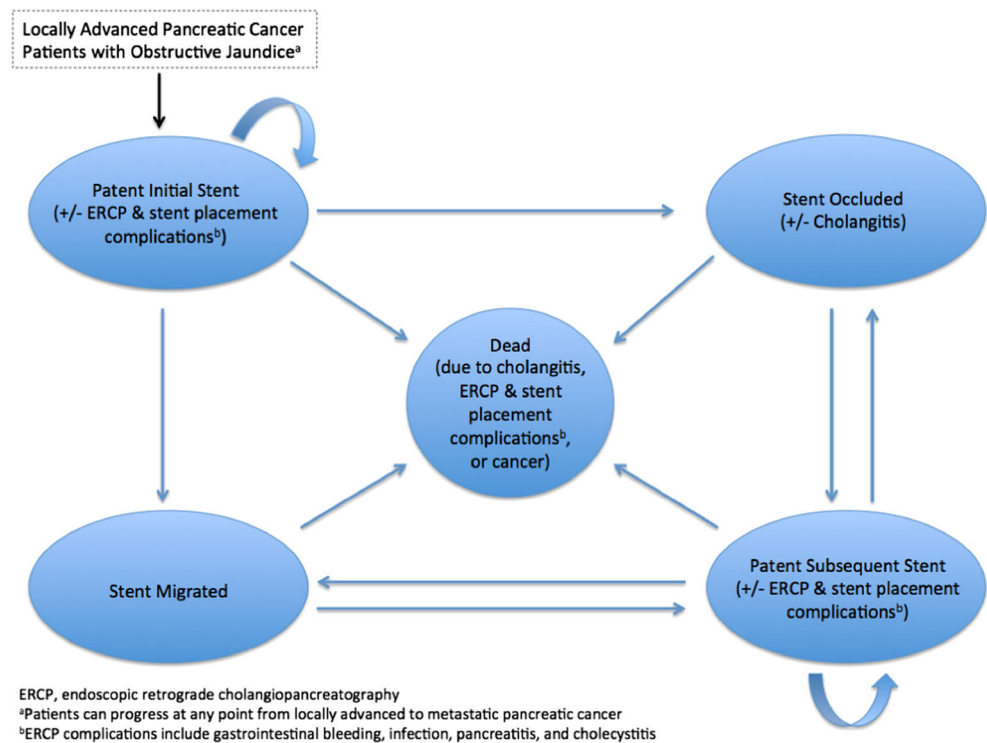 Locally Advanced Pancreatic Cancer
Patients with Obstructive Jaundiceᵃ
Patent Initial Stent
(+/- ERCP & stent placement
complicationsᵇ)
Stent Occluded
(+/- Cholangitis)
Dead
(due to cholangitis,
ERCP & stent
placement
complicationsᵇ,
or cancer)
Stent Migrated
Patent Subsequent Stent
(+/- ERCP & stent placement
complicationsᵇ)
ERCP, endoscopic retrograde cholangiopancreatography
ᵃPatients can progress at any point from locally advanced to metastatic pancreatic cancer
ᵇERCP complications include gastrointestinal bleeding, infection, pancreatitis, and cholecystitis